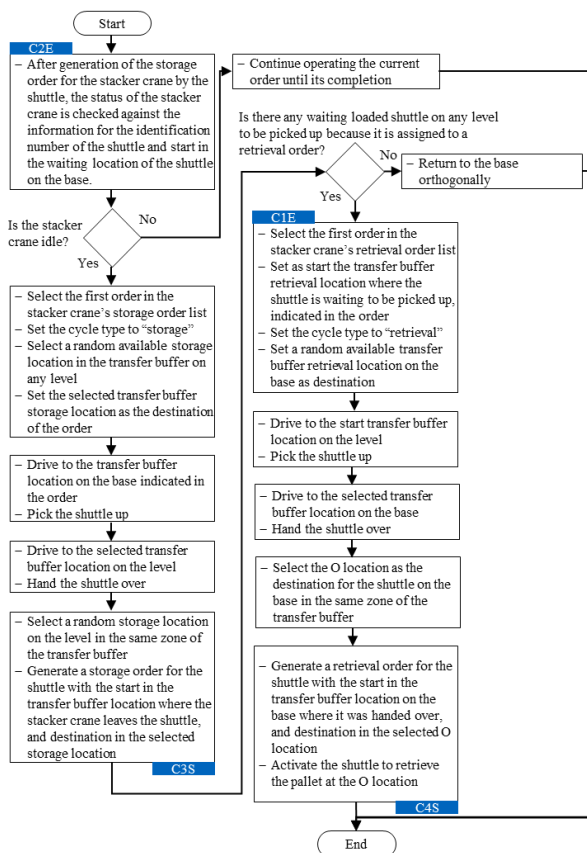 Start
C2E
– After generation of the storage
order for the stacker crane by the
shuttle, the status of the stacker
crane is checked against the
information for the identification
number of the shuttle and start in
the waiting location of the shuttle
on the base.
Is the stacker
crane idle?
No
Yes
– Continue operating the current
order until its completion
– Select the first order in the
stacker crane's storage order list
– Set the cycle type to “storage”
– Select a random available storage
location in the transfer buffer on
any level
– Set the selected transfer buffer
storage location as the destination
of the order
– Drive to the transfer buffer
location on the base indicated in
the order
– Pick the shuttle up
– Drive to the selected transfer
buffer location on the level
– Hand the shuttle over
– Select a random storage location
on the level in the same zone of
the transfer buffer
– Generate a storage order for the
shuttle with the start in the
transfer buffer location where the
stacker crane leaves the shuttle,
and destination in the selected
storage location
C3S
Is there any waiting loaded shuttle on any level
to be picked up because it is assigned to a
retrieval order?
No
Yes
– Return to the base
orthogonally
C1E
– Select the first order in the
stacker crane's retrieval order list
– Set as start the transfer buffer
retrieval location where the
shuttle is waiting to be picked up,
indicated in the order
– Set the cycle type to “retrieval”
– Set a random available transfer
buffer retrieval location on the
base as destination
– Drive to the start transfer buffer
location on the level
– Pick the shuttle up
– Drive to the selected transfer
buffer location on the base
– Hand the shuttle over
– Select the O location as the
destination for the shuttle on the
base in the same zone of the
transfer buffer
– Generate a retrieval order for the
shuttle with the start in the
transfer buffer location on the
base where it was handed over,
and destination in the selected O
location
– Activate the shuttle to retrieve
the pallet at the O location
C4S
End